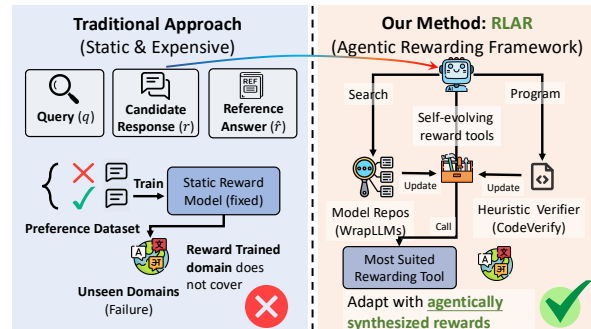 Traditional Approach
(Static & Expensive)
Query (q)
Candidate
Response (r)
REF
Reference
Answer (r̂)
Train
Static Reward
Model (fixed)
Preference Dataset
Reward Trained
domain does
not cover
Unseen Domains
(Failure)
Our Method: RLAR
(Agentic Rewarding Framework)
Search
Program
Self-evolving
reward tools
Update
Update
Model Repos
(WrapLLMs)
Call
Heuristic Verifier
(CodeVerify)
Most Suited
Rewarding Tool
Adapt with agentically
synthesized rewards